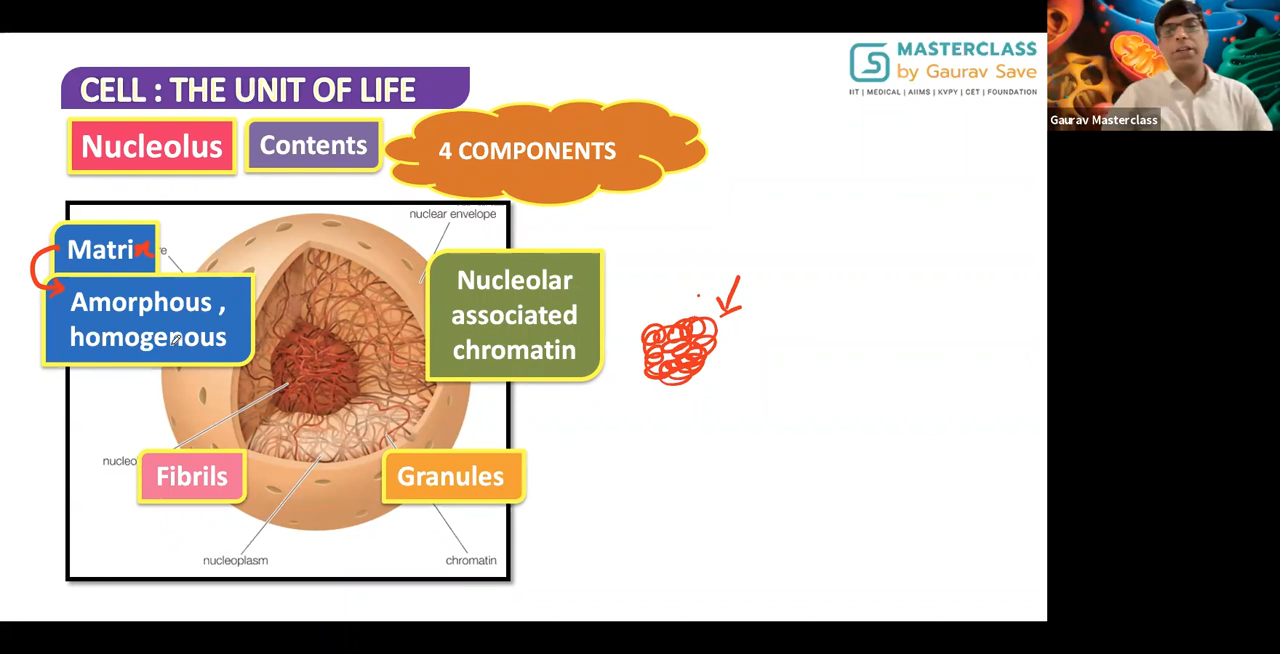 MASTERCLASS
by Gaurav Save
IIT | MEDICAL | AIIMS | KVPY | CET | FOUNDATION
Gaurav Masterclass
CELL : THE UNIT OF LIFE
Nucleolus
Contents
4 COMPONENTS
nuclear envelope
Matrix
Amorphous ,
homogenous
Nucleolar
associated
chromatin
Fibrils
Granules
nucleoplasm
chromatin